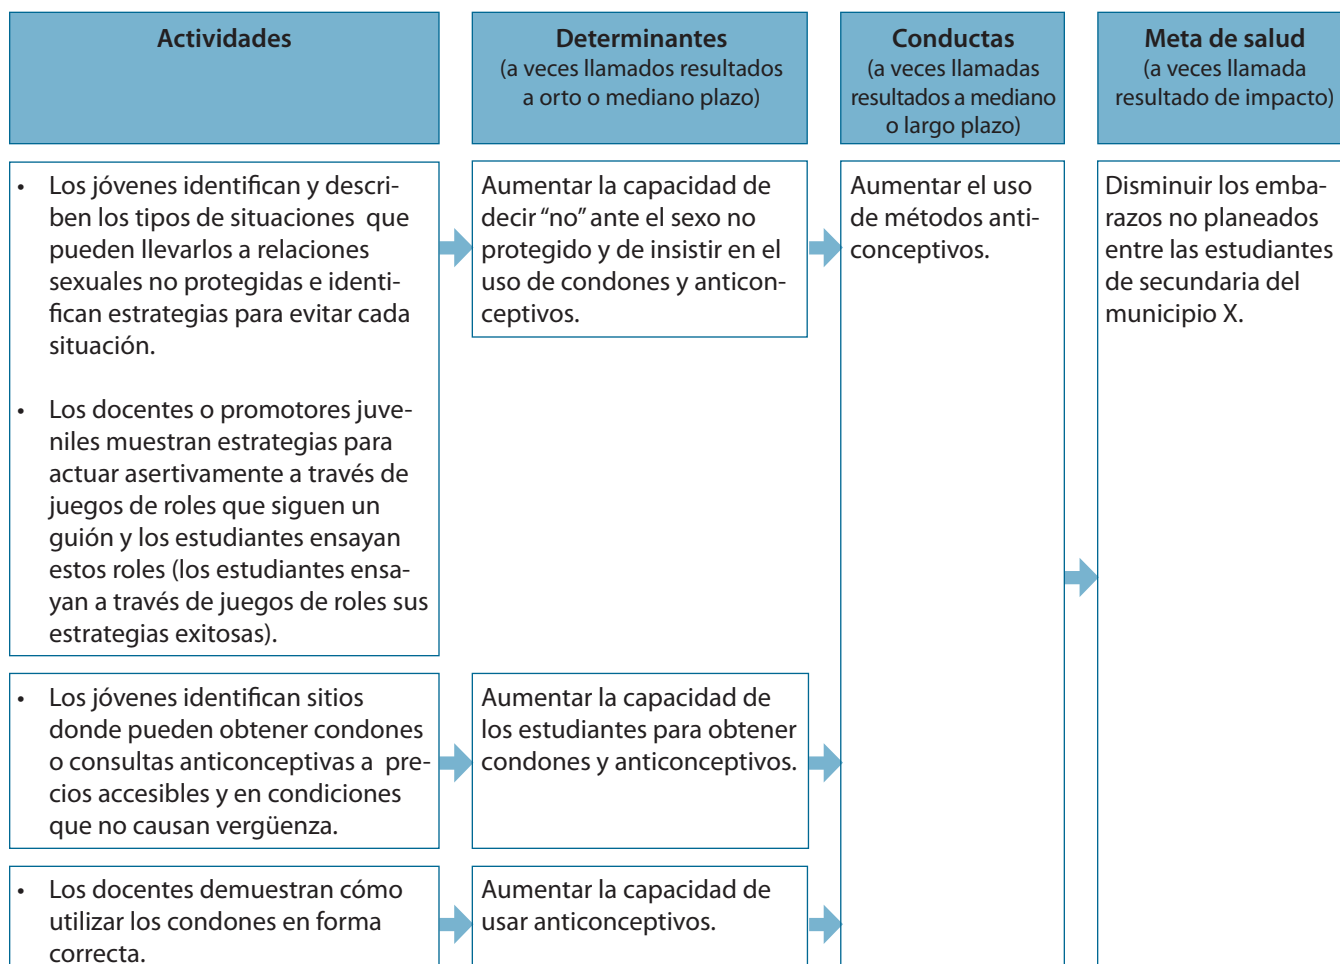 Actividades
Determinantes
(a veces llamados resultados
a orto o mediano plazo)
Conductas
(a veces llamadas
resultados a mediano
o largo plazo)
Meta de salud
(a veces llamada
resultado de impacto)
• Los jóvenes identifican y descri-
ben los tipos de situaciones que
pueden llevarlos a relaciones
sexuales no protegidas e identi-
fican estrategias para evitar cada
situación.
• Los docentes o promotores juve-
niles muestran estrategias para
actuar asertivamente a través de
juegos de roles que siguen un
guión y los estudiantes ensayan
estos roles (los estudiantes ensa-
yan a través de juegos de roles sus
estrategias exitosas).
Aumentar la capacidad de
decir “no” ante el sexo no
protegido y de insistir en el
uso de condones y anticon-
ceptivos.
Aumentar el uso
de métodos anti-
conceptivos.
Disminuir los emba-
razos no planeados
entre las estudiantes
de secundaria del
municipio X.
• Los jóvenes identifican sitios
donde pueden obtener condones
o consultas anticonceptivas a pre-
cios accesibles y en condiciones
que no causan vergüenza.
Aumentar la capacidad de
los estudiantes para obtener
condones y anticonceptivos.
• Los docentes demuestran cómo
utilizar los condones en forma
correcta.
Aumentar la capacidad de
usar anticonceptivos.